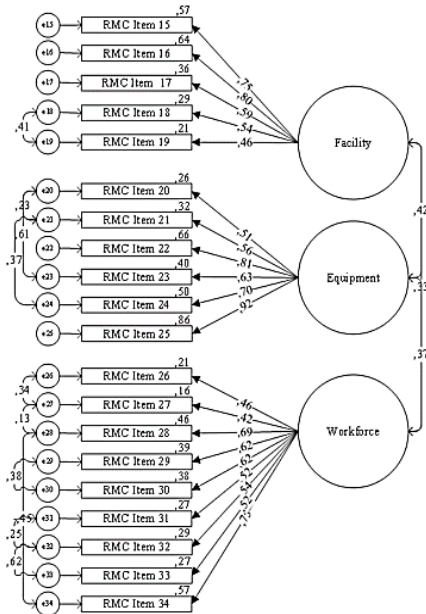 ,57
e15 RMC Item 15
,64 ,75
e16 RMC Item 16
,36 ,80
e17 RMC Item 17
,29 ,59
e18 RMC Item 18
,54
,41 ,21
e19 RMC Item 19 ,46 Facility
,42
,26
e20 RMC Item 20
,23 ,32
e21 RMC Item 21 ,51
,61 ,66 ,56
e22 RMC Item 22 ,81
,40
e23 RMC Item 23 ,63 Equipment
,37 ,50 ,70 ,33
e24 RMC Item 24
,86 ,92
e25 RMC Item 25
,37
,21
e26 RMC Item 26
,34 ,16 ,46
e27 RMC Item 27 ,42
,13 ,46
e28 RMC Item 28 ,69 Workforce
,39 ,62
e29 RMC Item 29
,38 ,38 ,62
e30 RMC Item 30
,27 ,52
e31 RMC Item 31
,45
,25 ,29 ,54
e32 RMC Item 32
,27 ,52
e33 RMC Item 33
,62 ,57 ,75
e34 RMC Item 34